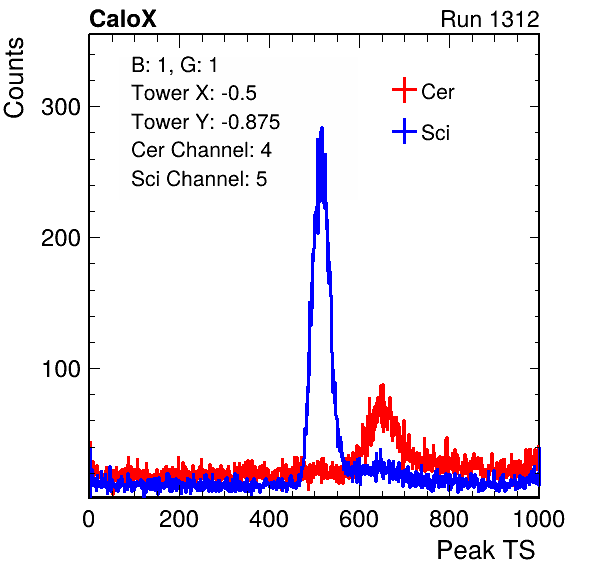 CaloX Run 1312
Counts
B: 1, G: 1
Tower X: -0.5
Tower Y: -0.875
Cer Channel: 4
Sci Channel: 5
Cer
Sci
300
200
100
0 200 400 600 800 1000
Peak TS